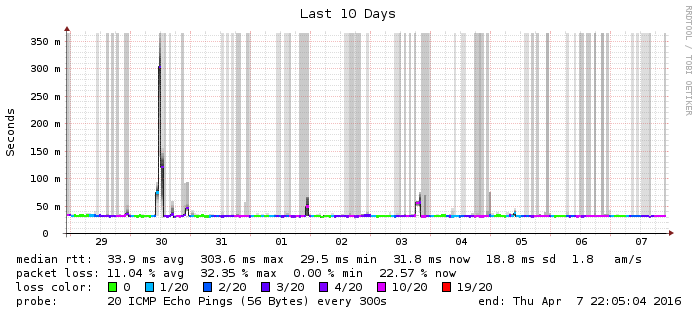 Last 10 Days
RRDTOOL / TOBI OETIKER
Seconds
350 m
300 m
250 m
200 m
150 m
100 m
50 m
0
29 30 31 01 02 03 04 05 06 07
median rtt: 33.9 ms avg 303.6 ms max 29.5 ms min 31.8 ms now 18.8 ms sd 1.8 am/s
packet loss: 11.04 % avg 32.35 % max 0.00 % min 22.57 % now
loss color: 0 1/20 2/20 3/20 4/20 10/20 19/20
probe: 20 ICMP Echo Pings (56 Bytes) every 300s end: Thu Apr 7 22:05:04 2016